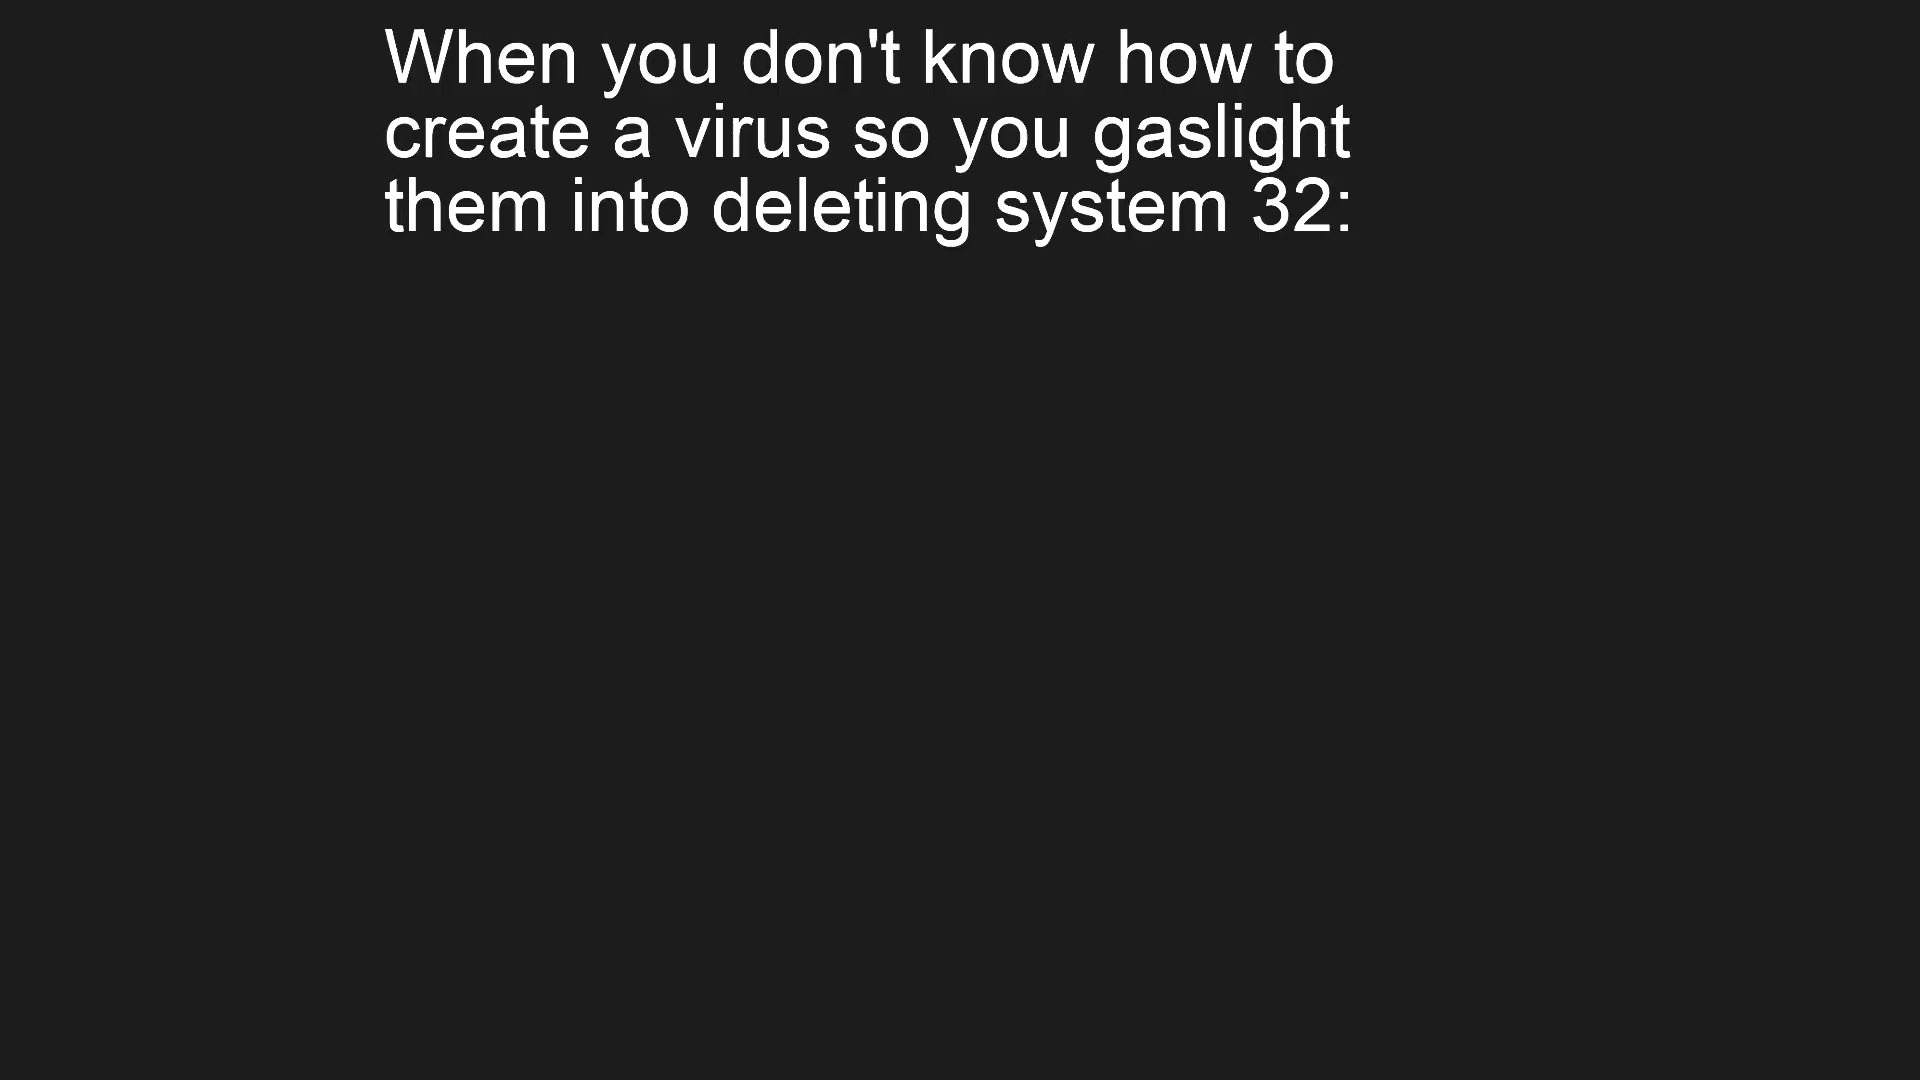 When you don't know how to
create a virus so you gaslight
them into deleting system 32: